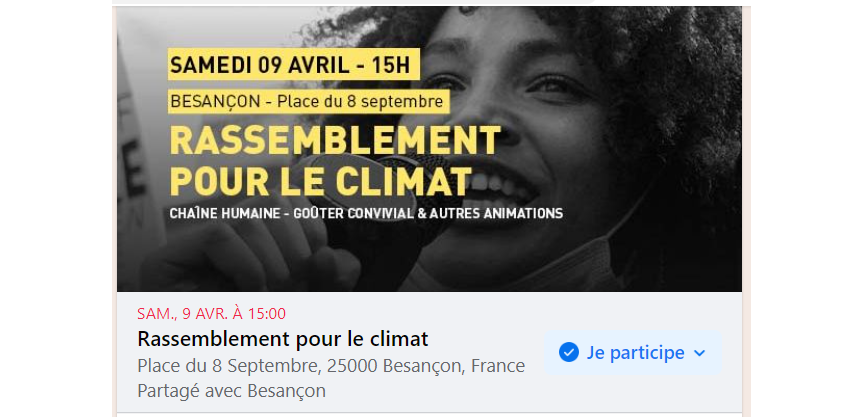 SAMEDI 09 AVRIL - 15H
BESANÇON - Place du 8 septembre
RASSEMBLEMENT
POUR LE CLIMAT
CHAÎNE HUMAINE - GOÛTER CONVIVIAL & AUTRES ANIMATIONS
SAM., 9 AVR. À 15:00
Rassemblement pour le climat
Place du 8 Septembre, 25000 Besançon, France
Partagé avec Besançon
Je participe